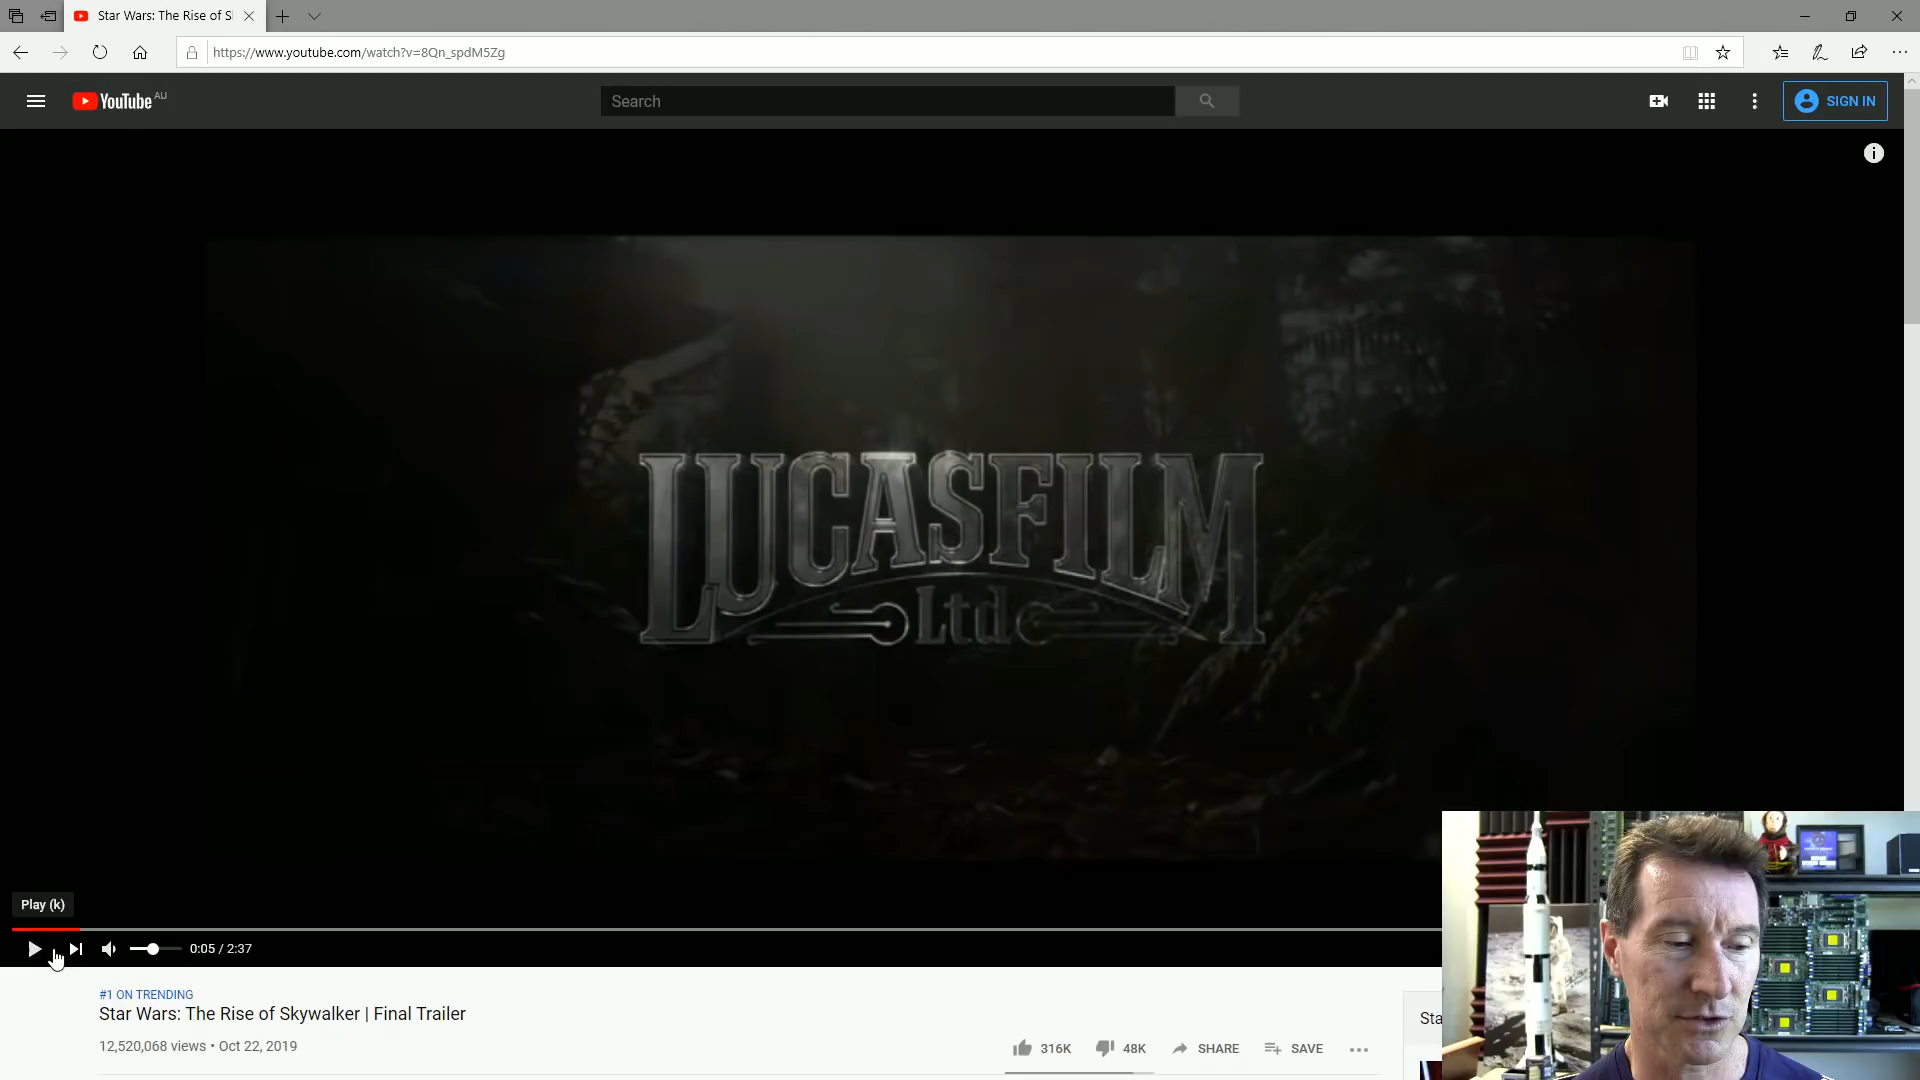 Star Wars: The Rise of S
https://www.youtube.com/watch?v=8Qn_spdM5Zg
YouTube AU
Search
SIGN IN
LUCASFILM
Ltd
Play (k)
0:05 / 2:37
#1 ON TRENDING
Star Wars: The Rise of Skywalker | Final Trailer
12,520,068 views • Oct 22, 2019
316K
48K
SHARE
SAVE
Sta